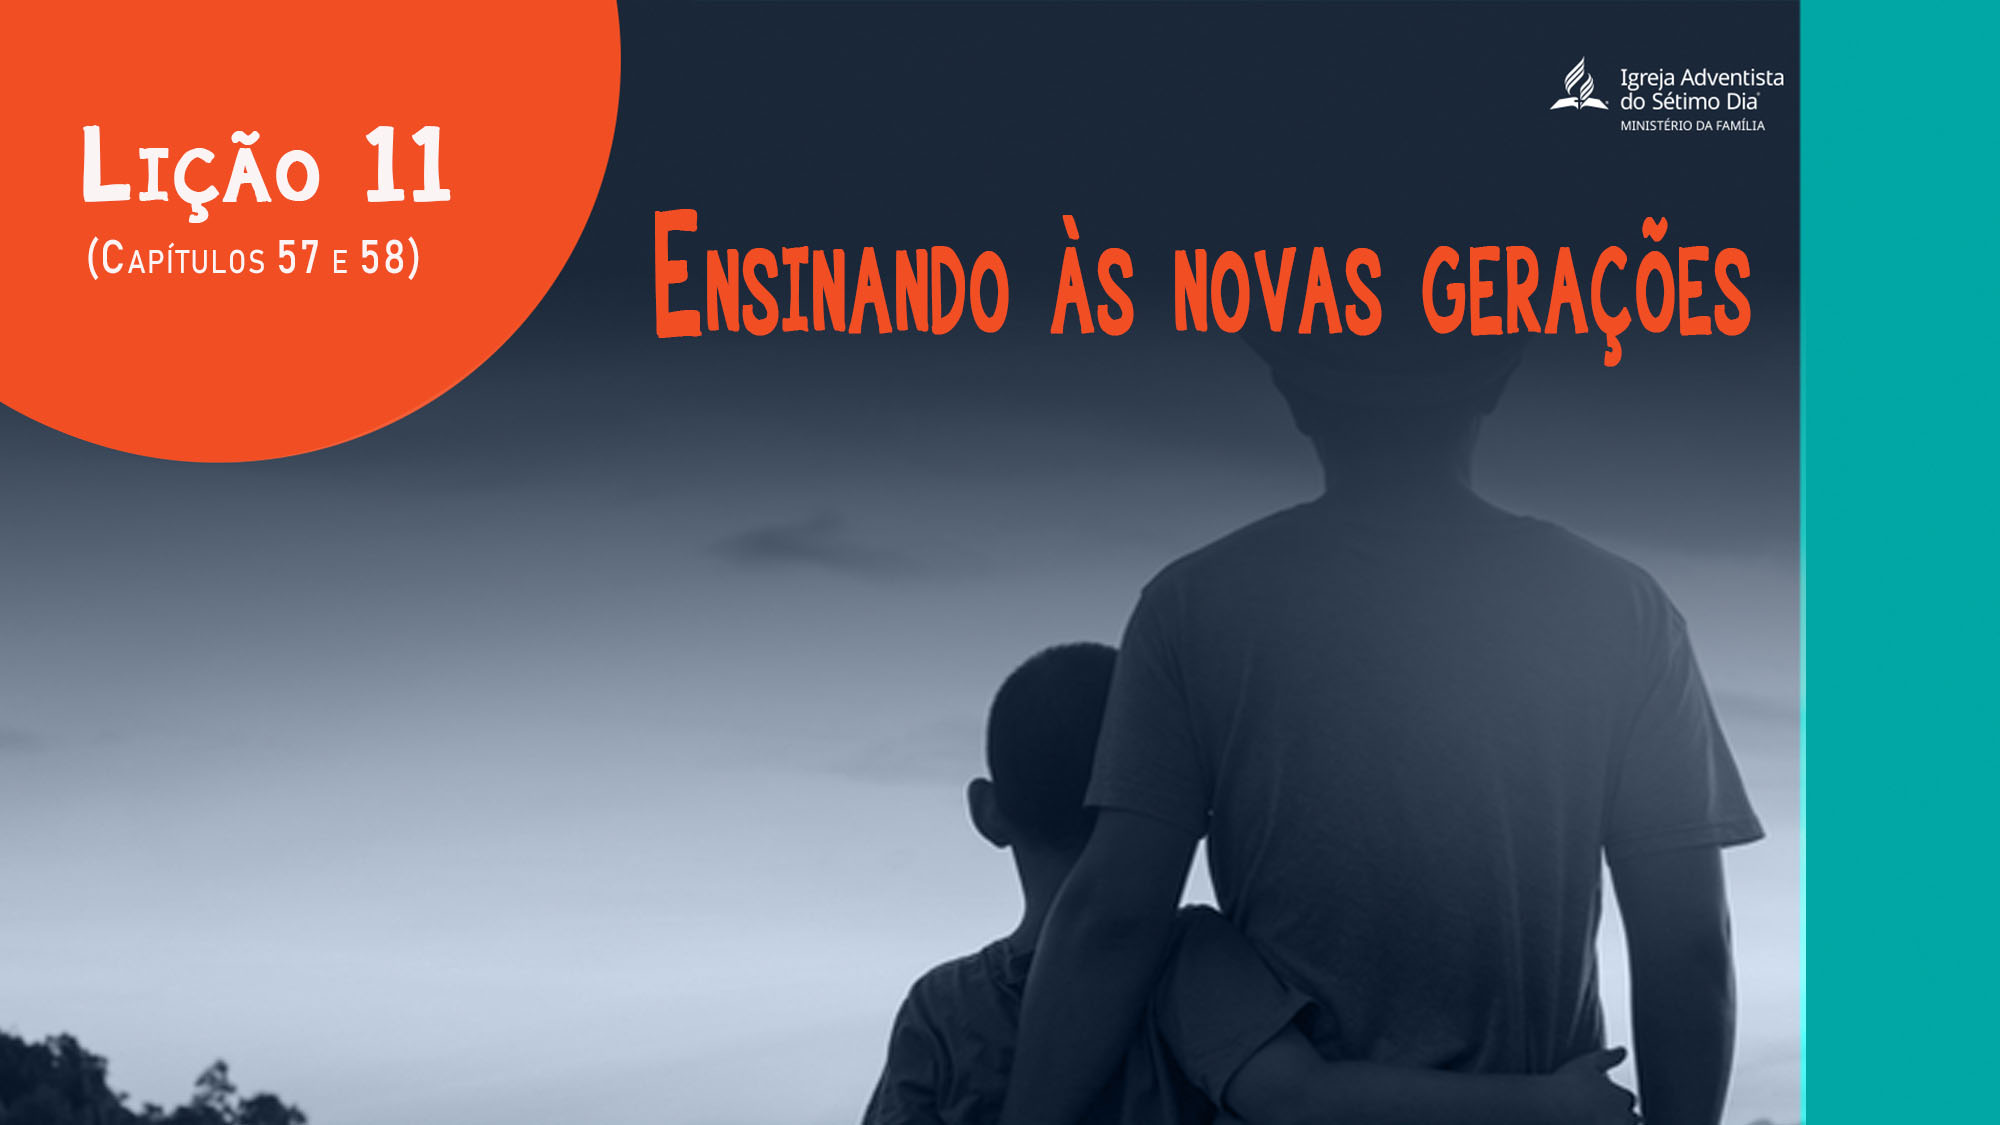 Lição 11
(Capítulos 57 e 58)
Igreja Adventista
do Sétimo Dia
MINISTÉRIO DA FAMÍLIA
Ensinando às novas gerações